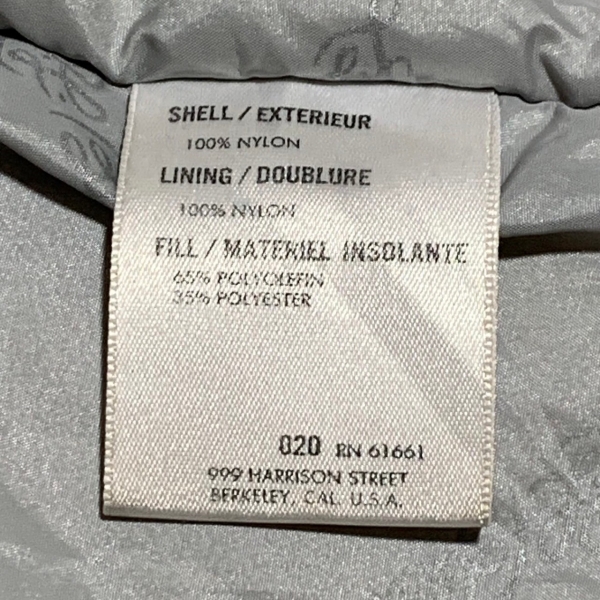 SHELL / EXTERIEUR
100% NYLON
LINING / DOUBLURE
100% NYLON
FILL / MATERIEL INSOLANTE
65% POLYOLEFIN
35% POLYESTER
020 RN 61661
999 HARRISON STREET
BERKELEY, CAL. U.S.A.